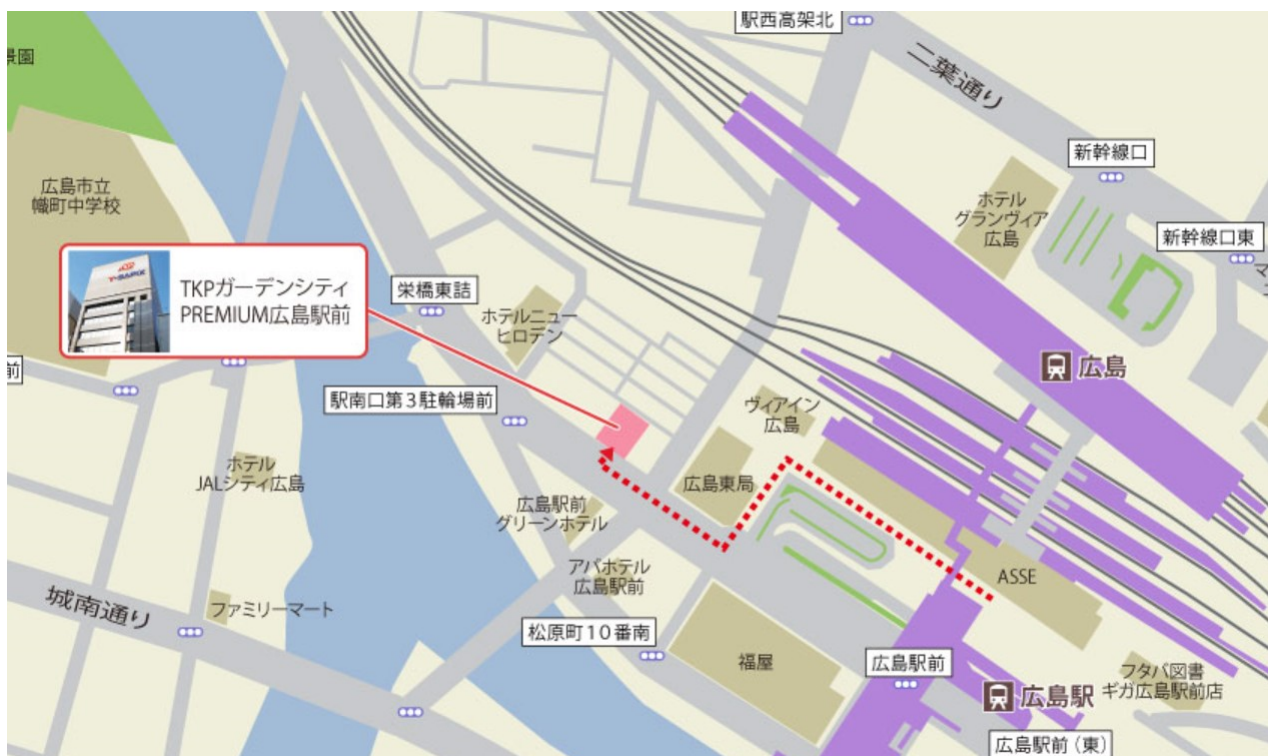 駅西高架北
二葉通り
景園
新幹線口
広島市立
幟町中学校
ホテル
グランヴィア
広島
新幹線口東
TKPガーデンシティ
PREMIUM広島駅前
栄橋東詰
ホテルニュー
ヒロデン
広島
前
駅南口第3駐輪場前
ヴィアイン
広島
ホテル
JALシティ広島
広島東局
広島駅前
グリーンホテル
アパホテル
広島駅前
ASSE
城南通り
ファミリーマート
松原町10番南
福屋
広島駅前
フタバ図書
ギガ広島駅前店
広島駅
広島駅前(東)